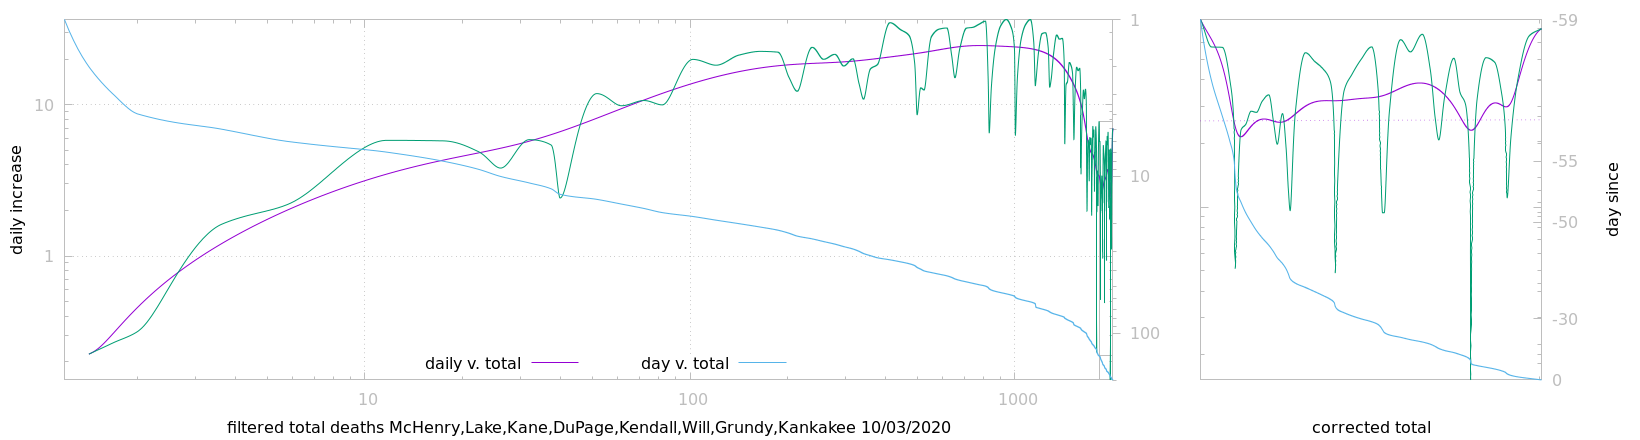 1
-59
10
daily increase
-55
10
day since
-50
1
-30
100
daily v. total
day v. total
0
10
100
1000
filtered total deaths McHenry,Lake,Kane,DuPage,Kendall,Will,Grundy,Kankakee 10/03/2020
corrected total